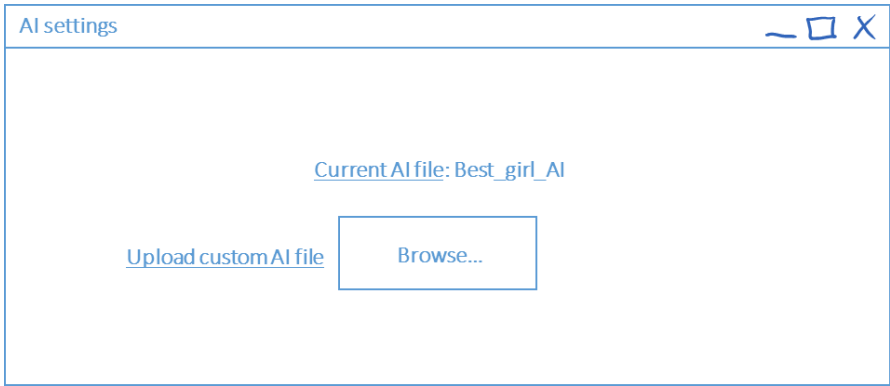 AI settings
Current AI file: Best_girl_AI
Upload custom AI file
Browse...